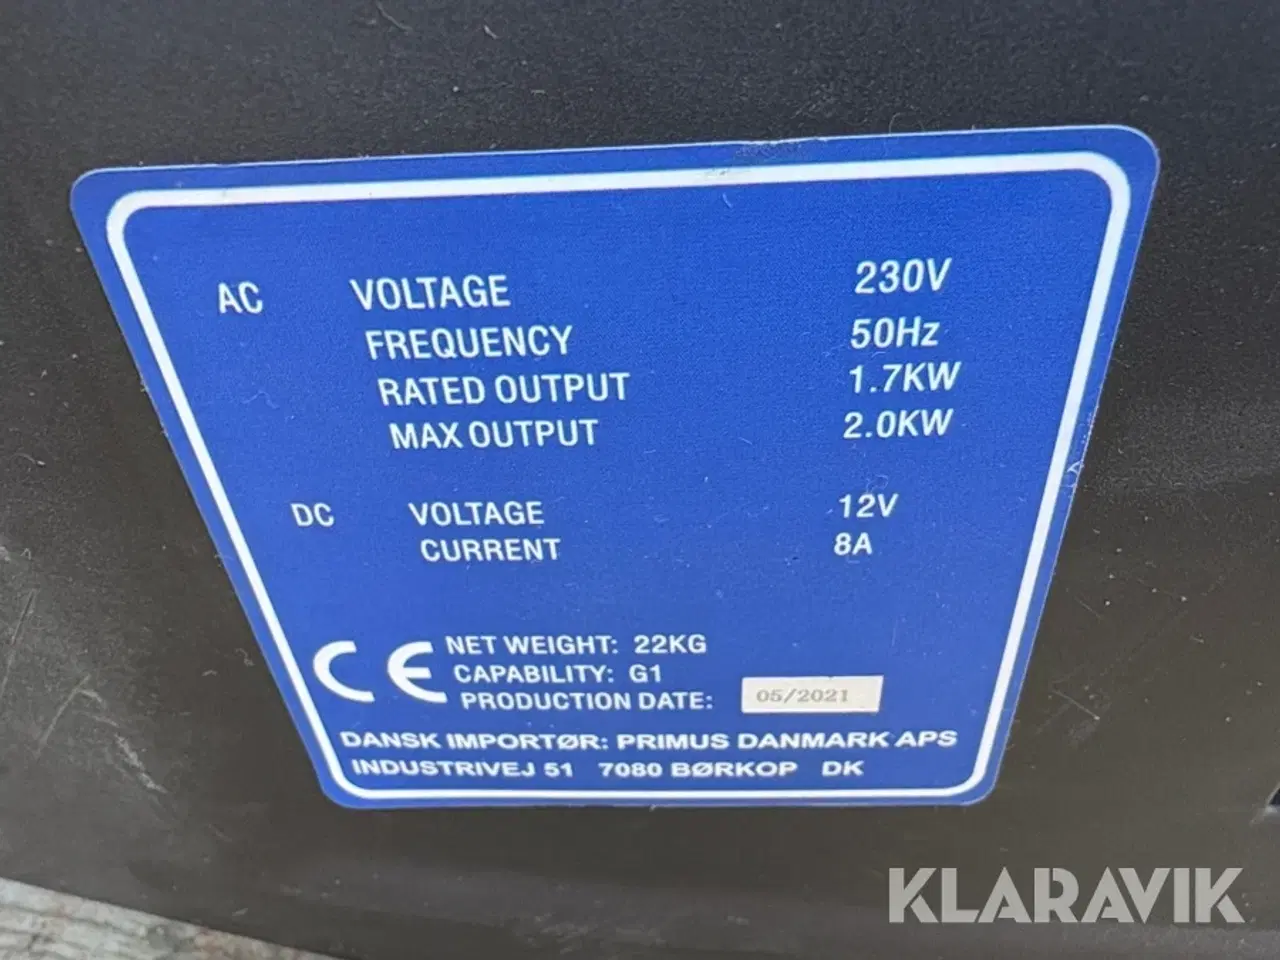 AC VOLTAGE 230V
FREQUENCY 50Hz
RATED OUTPUT 1.7KW
MAX OUTPUT 2.0KW
DC VOLTAGE 12V
CURRENT 8A
CE NET WEIGHT: 22KG
CAPABILITY: G1
PRODUCTION DATE: 05/2021
DANSK IMPORTØR: PRIMUS DANMARK APS
INDUSTRIVEJ 51 7080 BØRKOP DK
KLARAVIK